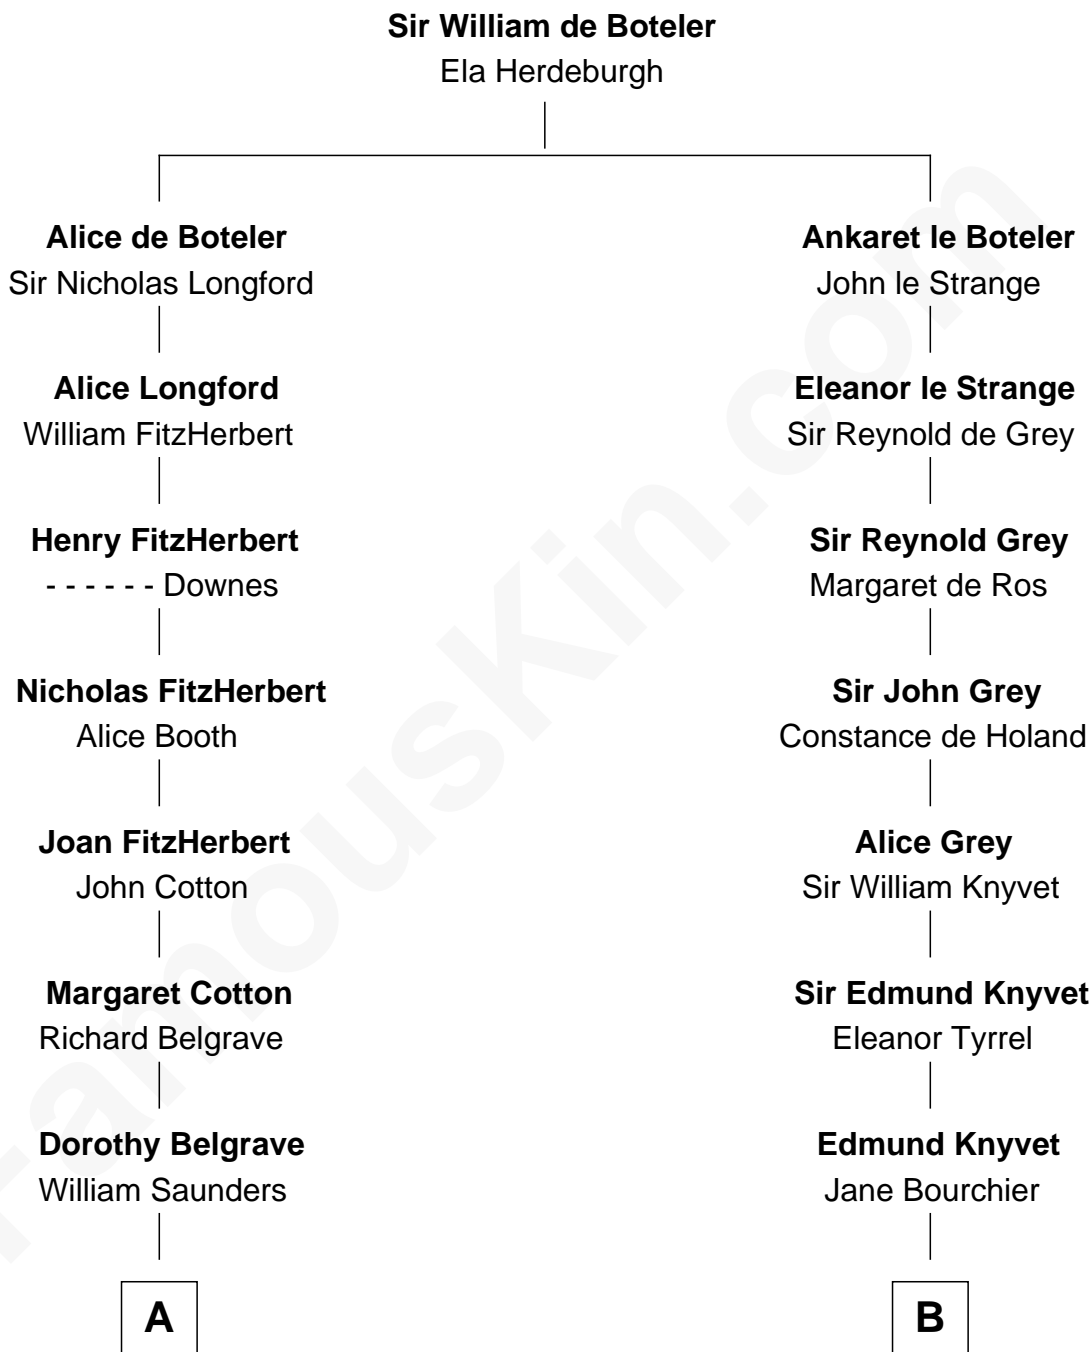 Sir William de Boteler
Ela Herdeburgh
Alice de Boteler
Sir Nicholas Longford
Alice Longford
William FitzHerbert
Henry FitzHerbert
- - - - - - Downes
Nicholas FitzHerbert
Alice Booth
Joan FitzHerbert
John Cotton
Margaret Cotton
Richard Belgrave
Dorothy Belgrave
William Saunders
A
Ankaret le Boteler
John le Strange
Eleanor le Strange
Sir Reynold de Grey
Sir Reynold Grey
Margaret de Ros
Sir John Grey
Constance de Holand
Alice Grey
Sir William Knyvet
Sir Edmund Knyvet
Eleanor Tyrrel
Edmund Knyvet
Jane Bourchier
B
FamousKin.com